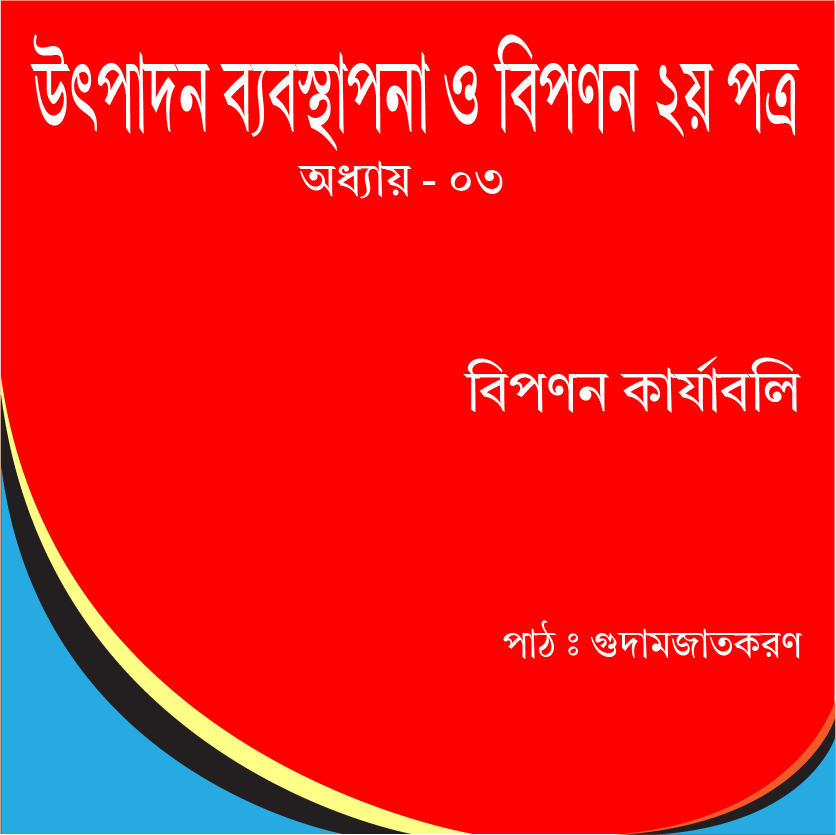 উৎপাদন ব্যবস্থাপনা ও বিপণন ২য় পত্র
অধ্যায় - ০৩
বিপণন কার্যাবলি
পাঠ ঃ গুদামজাতকরণ